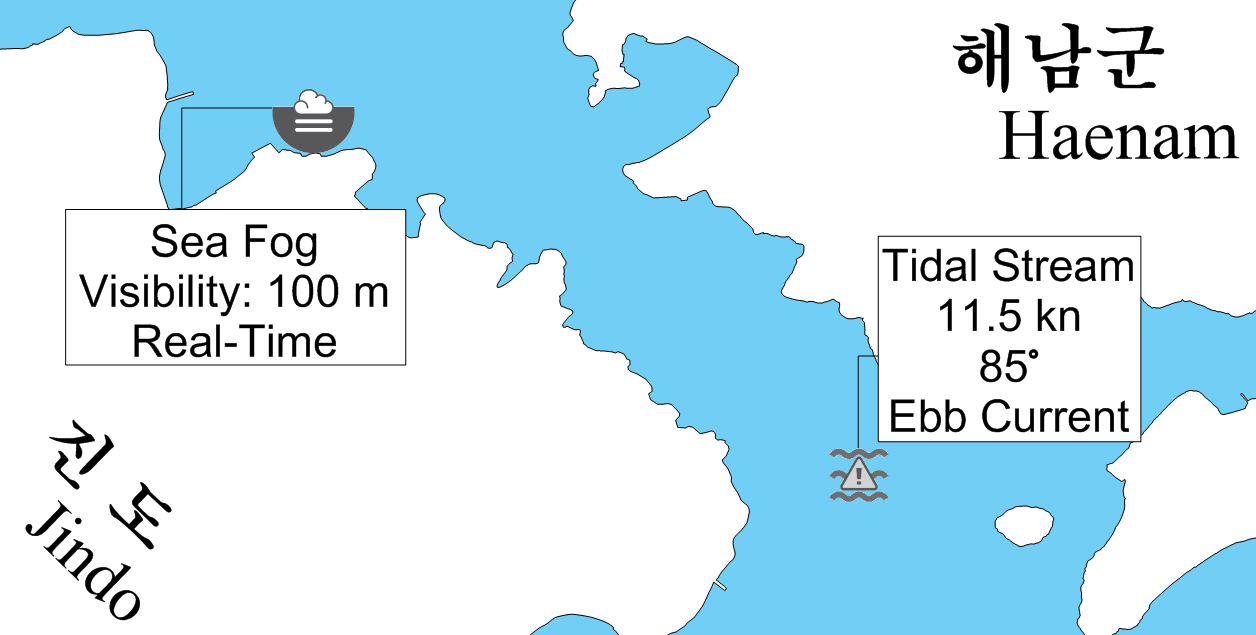 해남군
Haenam
Sea Fog
Visibility: 100 m
Real-Time
Tidal Stream
11.5 kn
85°
Ebb Current
진도
Jindo
!